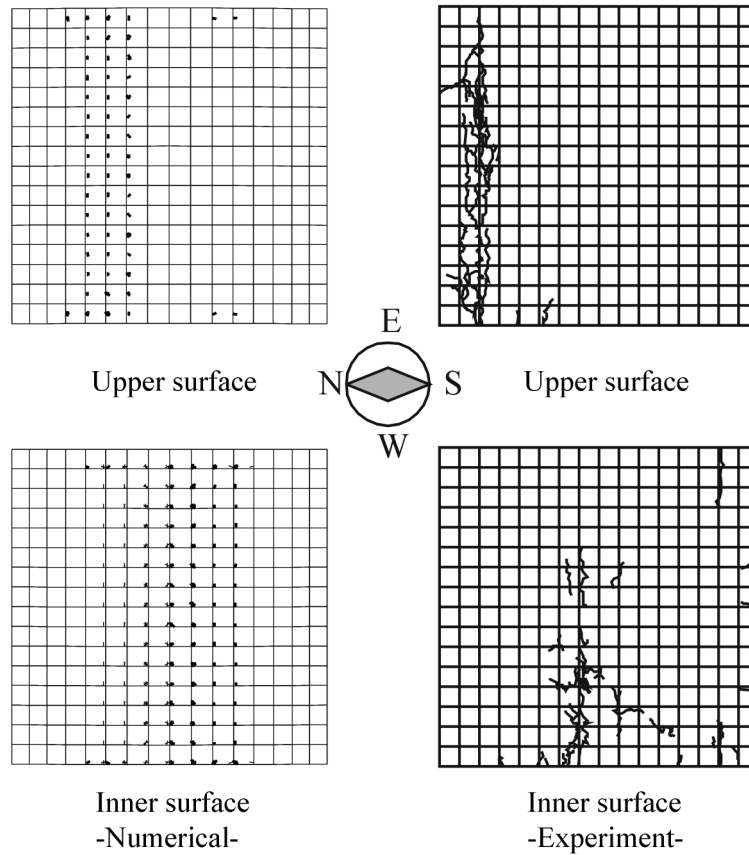 E
Upper surface
N
S
Upper surface
W
Inner surface
-Numerical-
Inner surface
-Experiment-